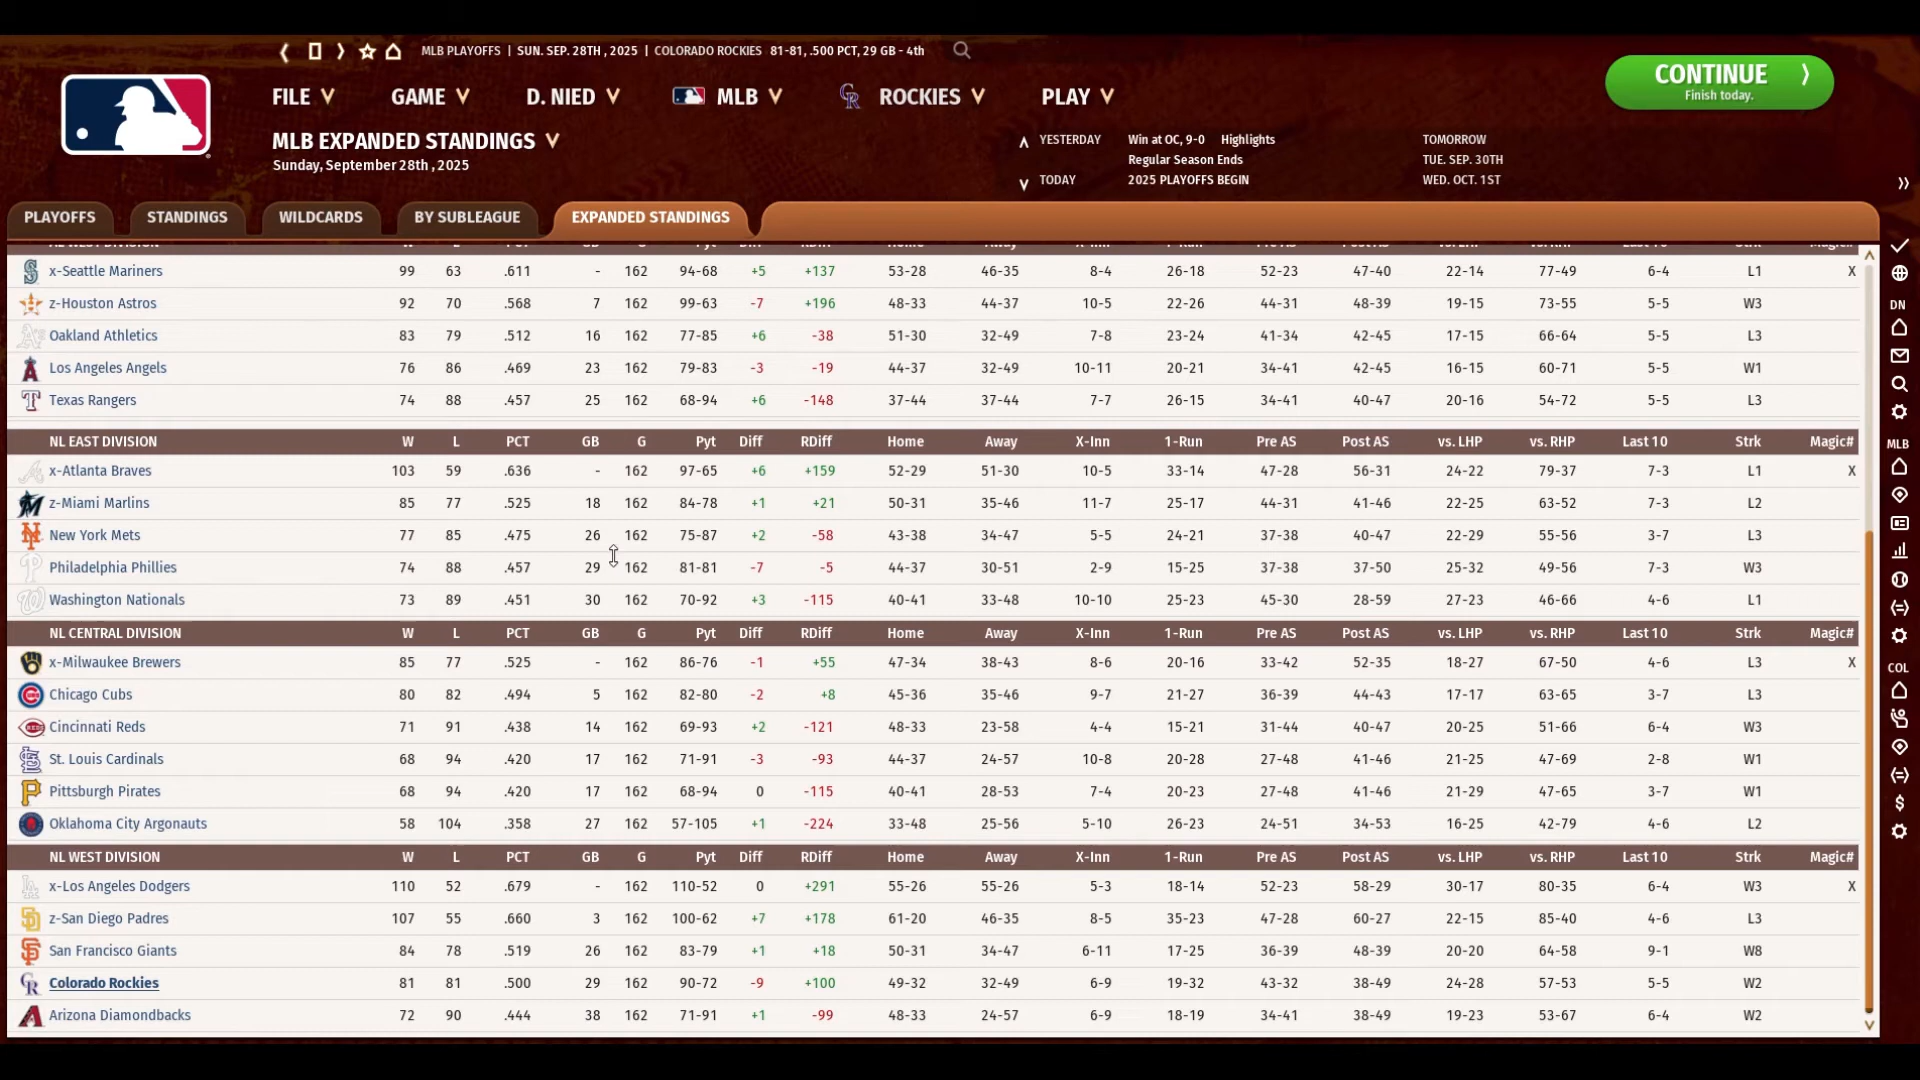 MLB PLAYOFFS | SUN. SEP. 28TH , 2025 | COLORADO ROCKIES 81-81, .500 PCT, 29 GB - 4th
FILE GAME D. NIED MLB ROCKIES PLAY
CONTINUE
Finish today.
MLB EXPANDED STANDINGS
Sunday, September 28th , 2025
YESTERDAY Win at OC, 9-0 Highlights TOMORROW
Regular Season Ends TUE. SEP. 30TH
TODAY 2025 PLAYOFFS BEGIN WED. OCT. 1ST
PLAYOFFS STANDINGS WILDCARDS BY SUBLEAGUE EXPANDED STANDINGS
AL WEST DIVISION W L PCT GB G Pyt Diff RDiff Home Away X-Inn 1-Run Pre AS Post AS vs. LHP vs. RHP Last 10 Strk Magic#
x-Seattle Mariners 99 63 .611 - 162 94-68 +5 +137 53-28 46-35 8-4 26-18 52-23 47-40 22-14 77-49 6-4 L1 X
z-Houston Astros 92 70 .568 7 162 99-63 -7 +196 48-33 44-37 10-5 22-26 44-31 48-39 19-15 73-55 5-5 W3
Oakland Athletics 83 79 .512 16 162 77-85 +6 -38 51-30 32-49 7-8 23-24 41-34 42-45 17-15 66-64 5-5 L3
Los Angeles Angels 76 86 .469 23 162 79-83 -3 -19 44-37 32-49 10-11 20-21 34-41 42-45 16-15 60-71 5-5 W1
Texas Rangers 74 88 .457 25 162 68-94 +6 -148 37-44 37-44 7-7 26-15 34-41 40-47 20-16 54-72 5-5 L3
NL EAST DIVISION W L PCT GB G Pyt Diff RDiff Home Away X-Inn 1-Run Pre AS Post AS vs. LHP vs. RHP Last 10 Strk Magic#
x-Atlanta Braves 103 59 .636 - 162 97-65 +6 +159 52-29 51-30 10-5 33-14 47-28 56-31 24-22 79-37 7-3 L1 X
z-Miami Marlins 85 77 .525 18 162 84-78 +1 +21 50-31 35-46 11-7 25-17 44-31 41-46 22-25 63-52 7-3 L2
New York Mets 77 85 .475 26 162 75-87 +2 -58 43-38 34-47 5-5 24-21 37-38 40-47 22-29 55-56 3-7 L3
Philadelphia Phillies 74 88 .457 29 162 81-81 -7 -5 44-37 30-51 2-9 15-25 37-38 37-50 25-32 49-56 7-3 W3
Washington Nationals 73 89 .451 30 162 70-92 +3 -115 40-41 33-48 10-10 25-23 45-30 28-59 27-23 46-66 4-6 L1
NL CENTRAL DIVISION W L PCT GB G Pyt Diff RDiff Home Away X-Inn 1-Run Pre AS Post AS vs. LHP vs. RHP Last 10 Strk Magic#
x-Milwaukee Brewers 85 77 .525 - 162 86-76 -1 +55 47-34 38-43 8-6 20-16 33-42 52-35 18-27 67-50 4-6 L3 X
Chicago Cubs 80 82 .494 5 162 82-80 -2 +8 45-36 35-46 9-7 21-27 36-39 44-43 17-17 63-65 3-7 L3
Cincinnati Reds 71 91 .438 14 162 69-93 +2 -121 48-33 23-58 4-4 15-21 31-44 40-47 20-25 51-66 6-4 W3
St. Louis Cardinals 68 94 .420 17 162 71-91 -3 -93 44-37 24-57 10-8 20-28 27-48 41-46 21-25 47-69 2-8 W1
Pittsburgh Pirates 68 94 .420 17 162 68-94 0 -115 40-41 28-53 7-4 20-23 27-48 41-46 21-29 47-65 3-7 W1
Oklahoma City Argonauts 58 104 .358 27 162 57-105 +1 -224 33-48 25-56 5-10 26-23 24-51 34-53 16-25 42-79 4-6 L2
NL WEST DIVISION W L PCT GB G Pyt Diff RDiff Home Away X-Inn 1-Run Pre AS Post AS vs. LHP vs. RHP Last 10 Strk Magic#
x-Los Angeles Dodgers 110 52 .679 - 162 110-52 0 +291 55-26 55-26 5-3 18-14 52-23 58-29 30-17 80-35 6-4 W3 X
z-San Diego Padres 107 55 .660 3 162 100-62 +7 +178 61-20 46-35 8-5 35-23 47-28 60-27 22-15 85-40 4-6 L3
San Francisco Giants 84 78 .519 26 162 83-79 +1 +18 50-31 34-47 6-11 17-25 36-39 48-39 20-20 64-58 9-1 W8
Colorado Rockies 81 81 .500 29 162 90-72 -9 +100 49-32 32-49 6-9 19-32 43-32 38-49 24-28 57-53 5-5 W2
Arizona Diamondbacks 72 90 .444 38 162 71-91 +1 -99 48-33 24-57 6-9 18-19 34-41 38-49 19-23 53-67 6-4 W2
DN
MLB
COL